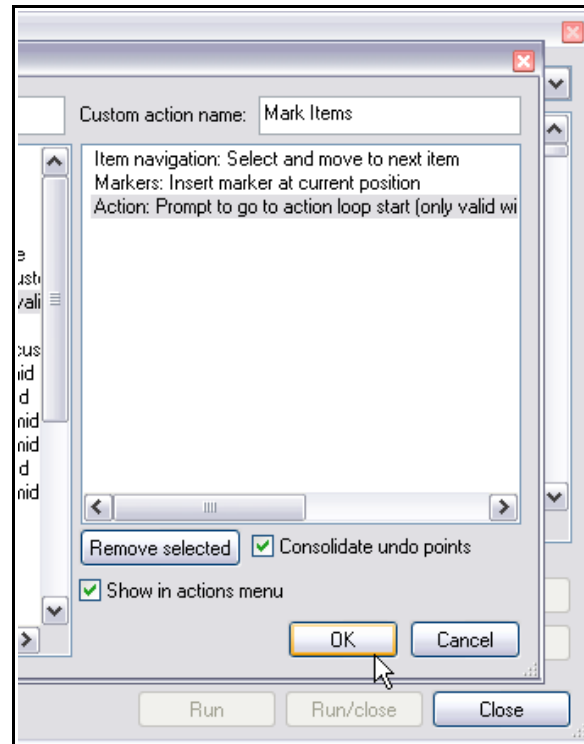 Custom action name: Mark Items
Item navigation: Select and move to next item
Markers: Insert marker at current position
Action: Prompt to go to action loop start (only valid wi
Remove selected
Consolidate undo points
Show in actions menu
OK
Cancel
Run
Run/close
Close